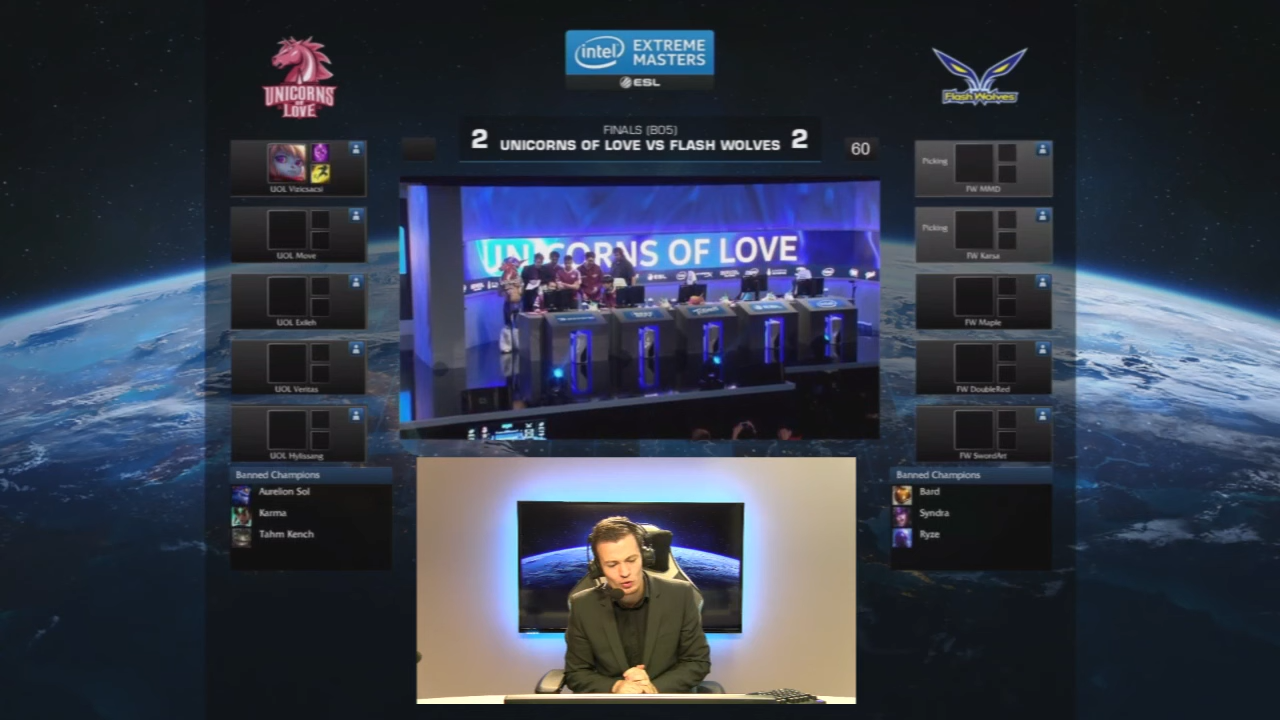 UNICORNS
OF
LOVE
intel EXTREME
MASTERS
ESL
Flash Wolves
FINALS (BO5)
2 UNICORNS OF LOVE VS FLASH WOLVES 2
60
UOL Vizicsacsi
UOL Move
UOL Exileh
UOL Veritas
UOL Hylissang
Picking
FW MMD
Picking
FW Karsa
FW Maple
FW DoubleRed
FW SwordArt
UNICORNS OF LOVE
Banned Champions
Aurelion Sol
Karma
Tahm Kench
Banned Champions
Bard
Syndra
Ryze